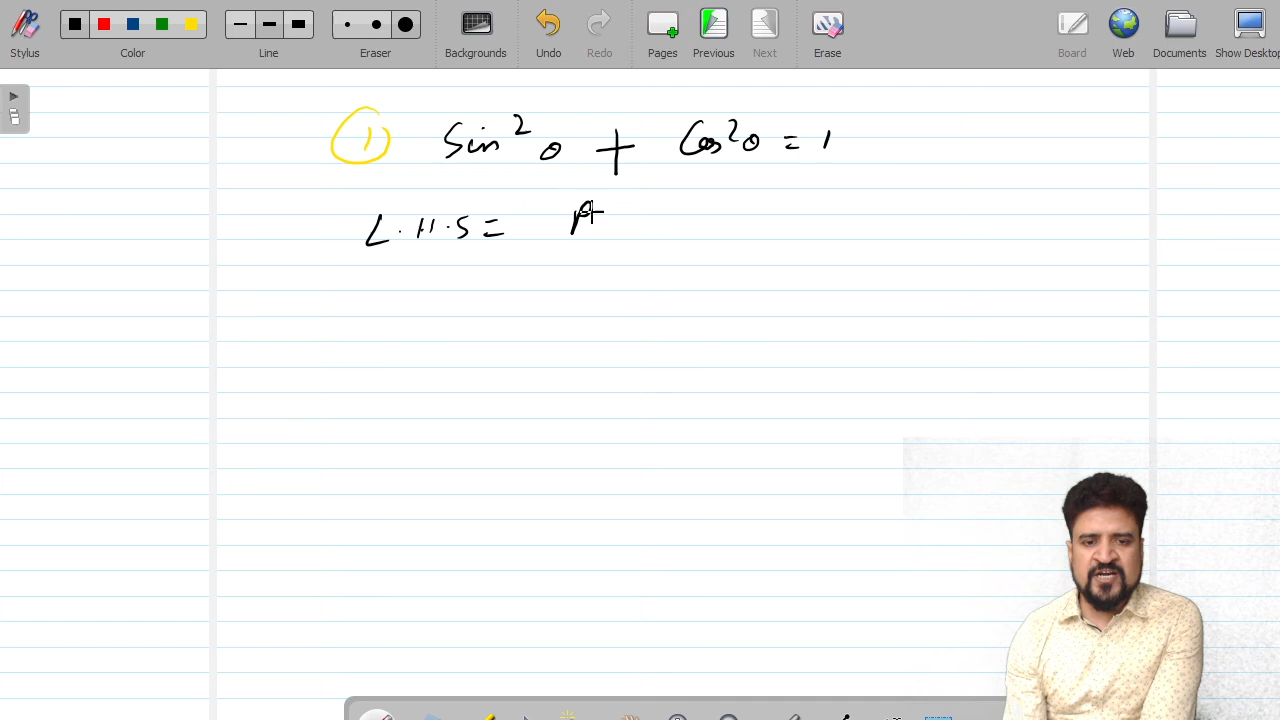 Stylus Color Line Eraser Backgrounds Undo Redo Pages Previous Next Erase Board Web Documents Show Desktop
1) Sin²θ + Cos²θ = 1
L.H.S =